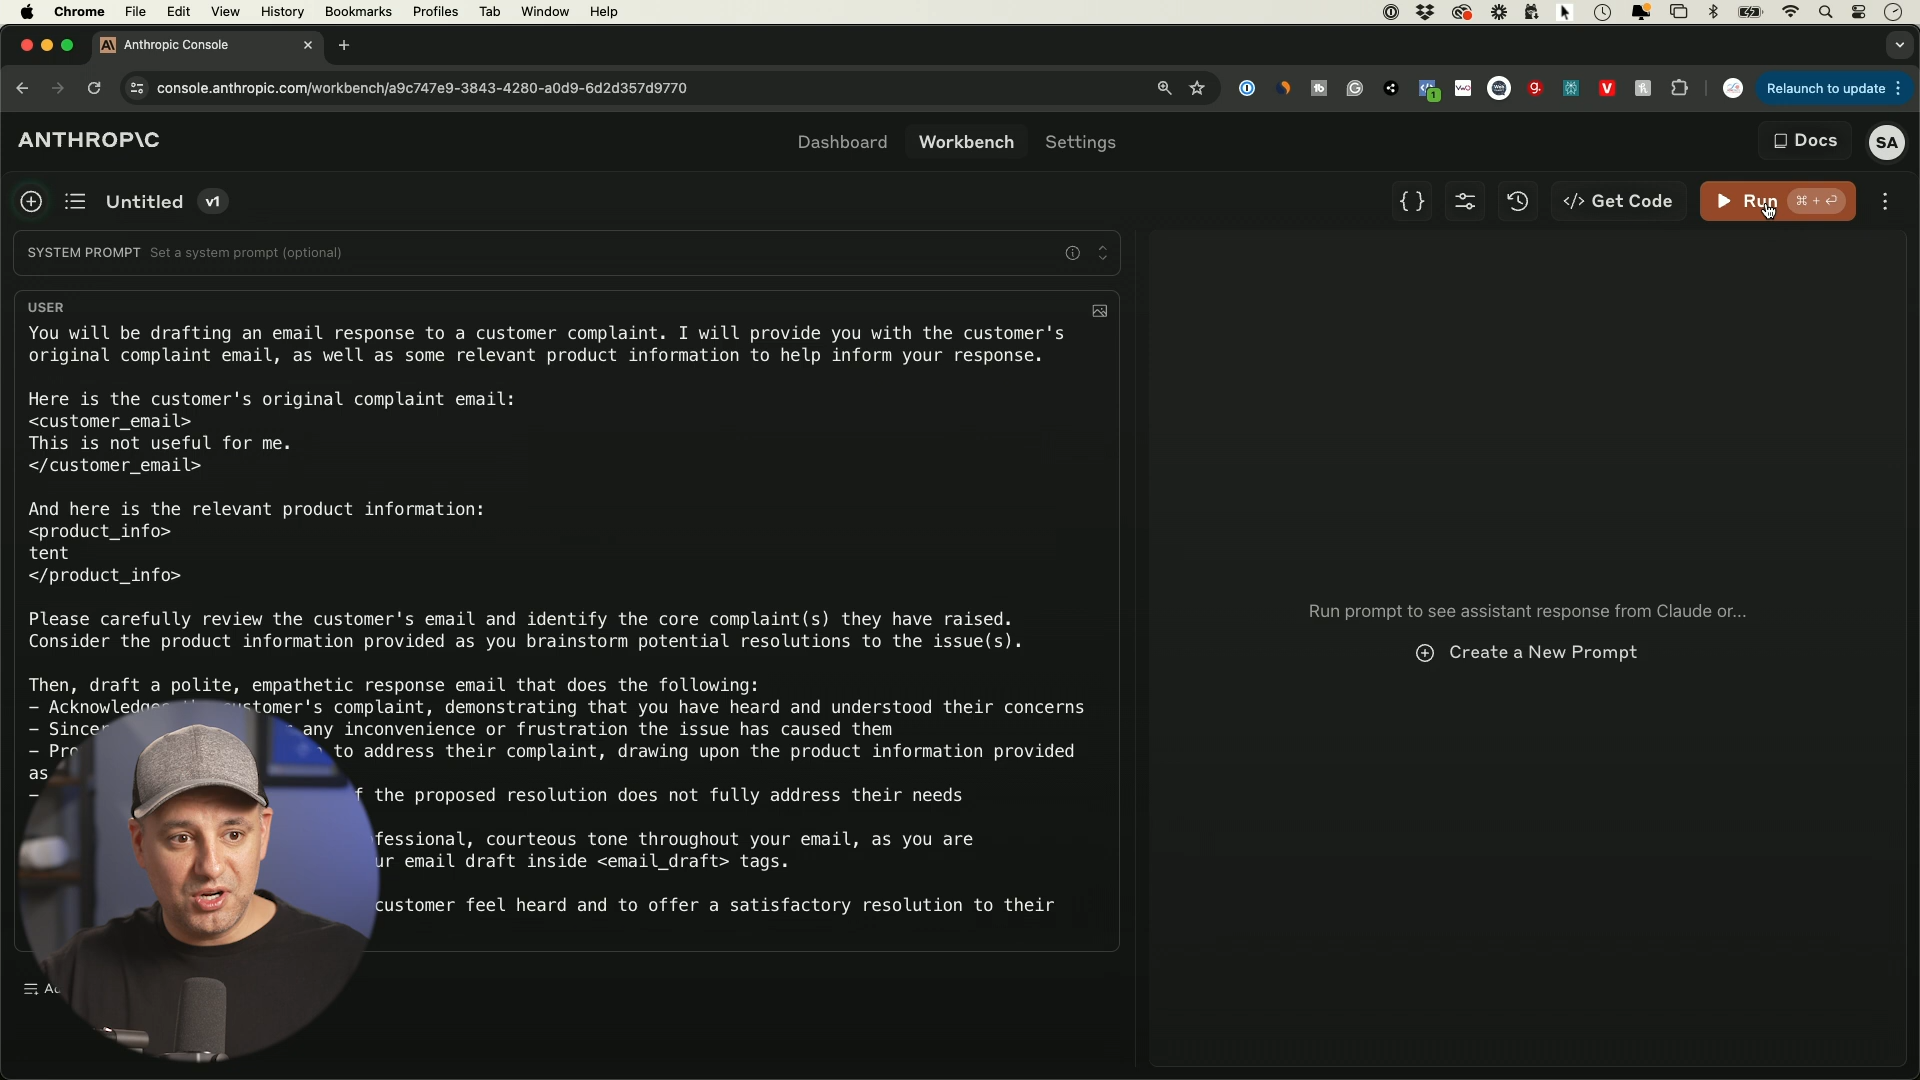 Chrome File Edit View History Bookmarks Profiles Tab Window Help
Anthropic Console
console.anthropic.com/workbench/a9c747e9-3843-4280-a0d9-6d2d357d9770
1
Relaunch to update
ANTHROP\C
Dashboard Workbench Settings
Docs
SA
Untitled v1
{ } </> Get Code
Run ⌘ + ⏎
SYSTEM PROMPT Set a system prompt (optional)
USER
You will be drafting an email response to a customer complaint. I will provide you with the customer's
original complaint email, as well as some relevant product information to help inform your response.
Here is the customer's original complaint email:
<customer_email>
This is not useful for me.
</customer_email>
And here is the relevant product information:
<product_info>
tent
</product_info>
Please carefully review the customer's email and identify the core complaint(s) they have raised.
Consider the product information provided as you brainstorm potential resolutions to the issue(s).
Then, draft a polite, empathetic response email that does the following:
- Acknowledges customer's complaint, demonstrating that you have heard and understood their concerns
- any inconvenience or frustration the issue has caused them
- to address their complaint, drawing upon the product information provided
as
- the proposed resolution does not fully address their needs
courteous tone throughout your email, as you are
email draft inside <email_draft> tags.
customer feel heard and to offer a satisfactory resolution to their
Run prompt to see assistant response from Claude or...
Create a New Prompt